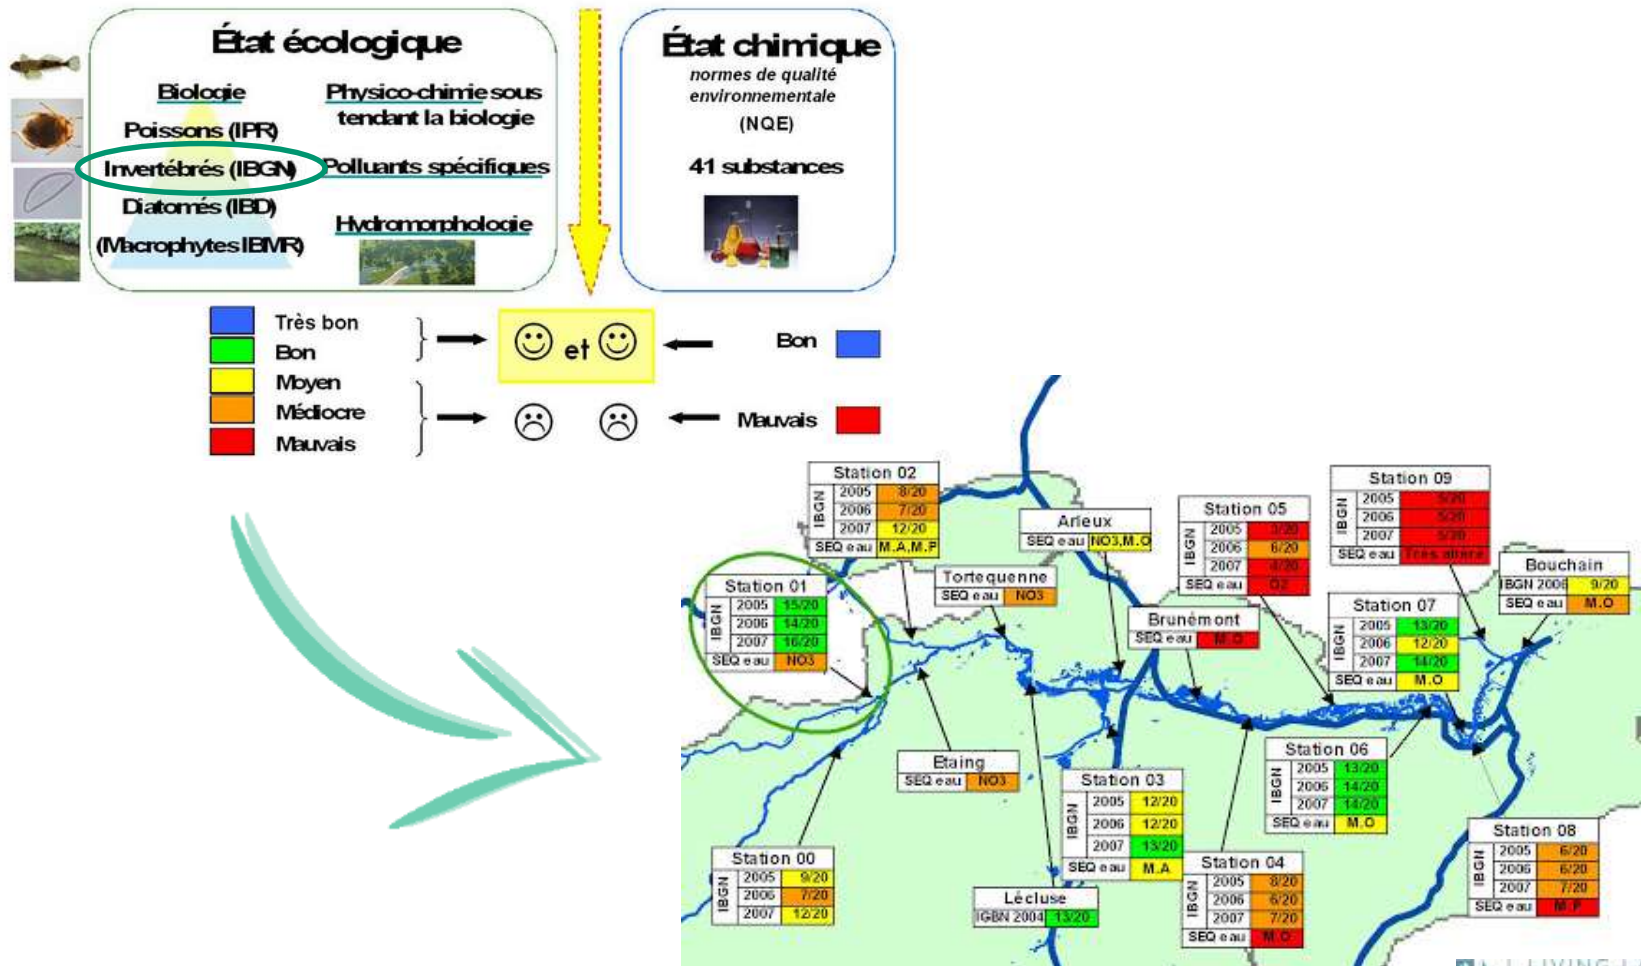 État écologique
Biologie
Poissons (IPR)
Invertébrés (IBGN)
Diatomés (IBD)
(Macrophytes IBMR)
Physico-chimie sous
tendant la biologie
Polluants spécifiques
Hydromorphologie
État chimique
normes de qualité
environnementale
(NQE)
41 substances
Très bon
Bon
Moyen
Médiocre
Mauvais
et
Bon
Mauvais
Station 02
IBGN
2005 8/20
2006 7/20
2007 12/20
SEQ eau M.A,M.P
Station 01
IBGN
2005 15/20
2006 14/20
2007 16/20
SEQ eau NO3
Tortequenne
SEQ eau NO3
Arleux
SEQ eau NO3,M.O
Brunémont
SEQ eau M.O
Station 05
IBGN
2005 3/20
2006 6/20
2007 4/20
SEQ eau O2
Station 09
IBGN
2005 5/20
2006 5/20
2007 5/20
SEQ eau Très altéré
Bouchain
IBGN 2006 9/20
SEQ eau M.O
Station 07
IBGN
2005 13/20
2006 12/20
2007 14/20
SEQ eau M.O
Etaing
SEQ eau NO3
Station 03
IBGN
2005 12/20
2006 12/20
2007 13/20
SEQ eau M.A
Station 06
IBGN
2005 13/20
2006 14/20
2007 14/20
SEQ eau M.O
Station 00
IBGN
2005 9/20
2006 7/20
2007 12/20
Lécluse
IGBN 2004 13/20
Station 04
IBGN
2005 8/20
2006 6/20
2007 7/20
SEQ eau M.O
Station 08
IBGN
2005 6/20
2006 6/20
2007 7/20
SEQ eau M.P